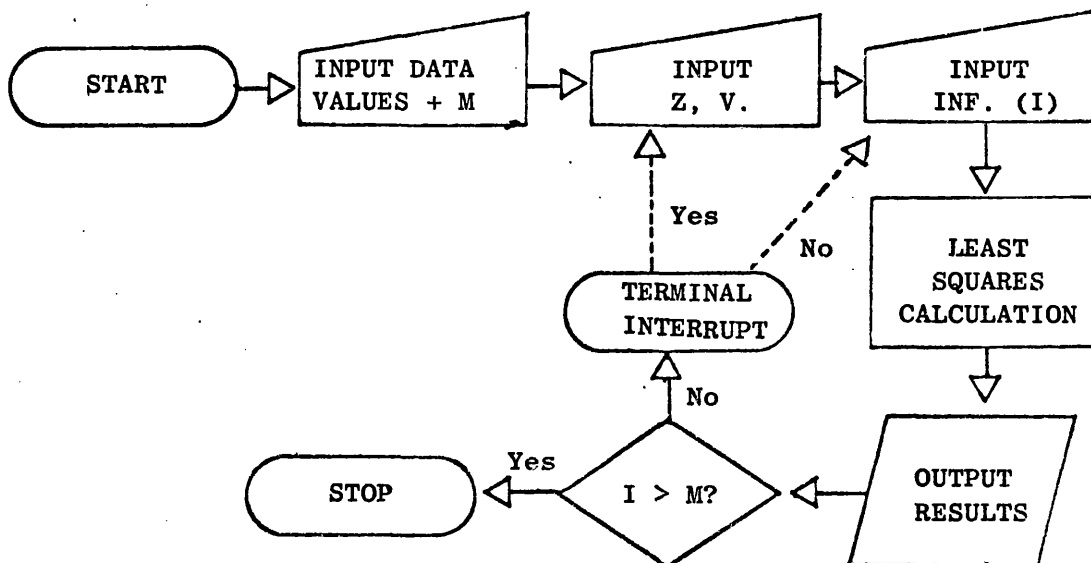 START
INPUT DATA
VALUES + M
INPUT
Z, V.
INPUT
INF. (I)
Yes
No
LEAST
SQUARES
CALCULATION
TERMINAL
INTERRUPT
No
Yes
STOP
I > M?
OUTPUT
RESULTS